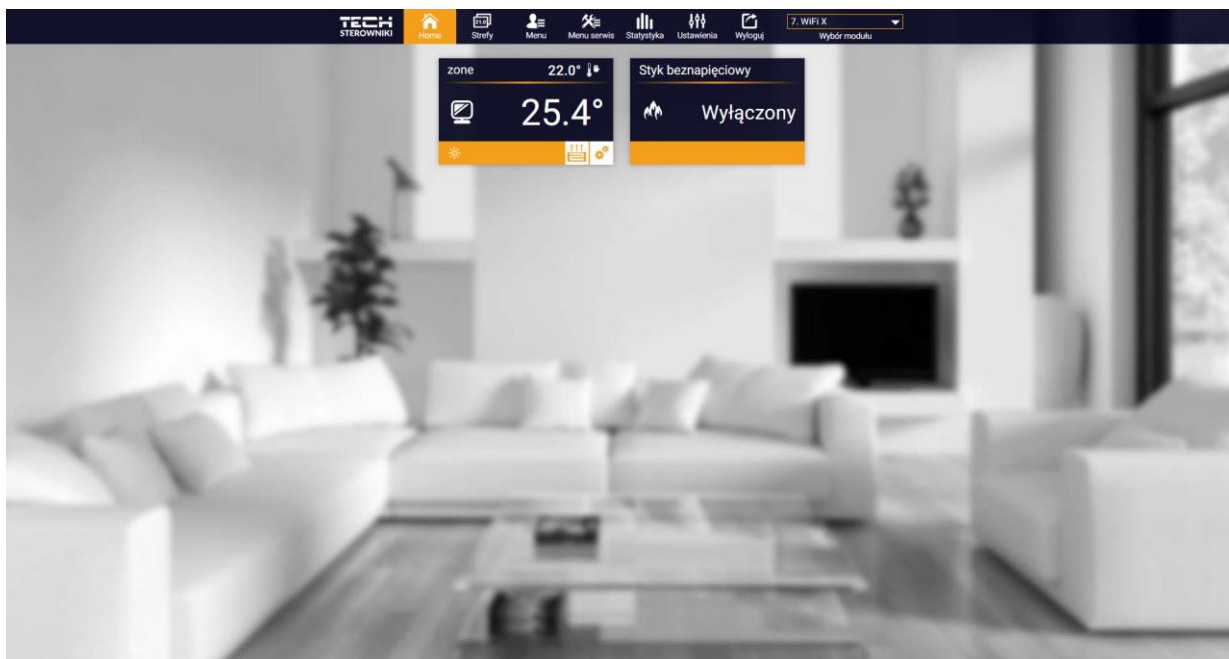 TECH
STEROWNIKI
Home
Strefy
Menu
Menu serwis
Statystyka
Ustawienia
Wyloguj
7. WiFi X
Wybór modułu
zone 22.0°
25.4°
Styk beznapięciowy
Wyłączony